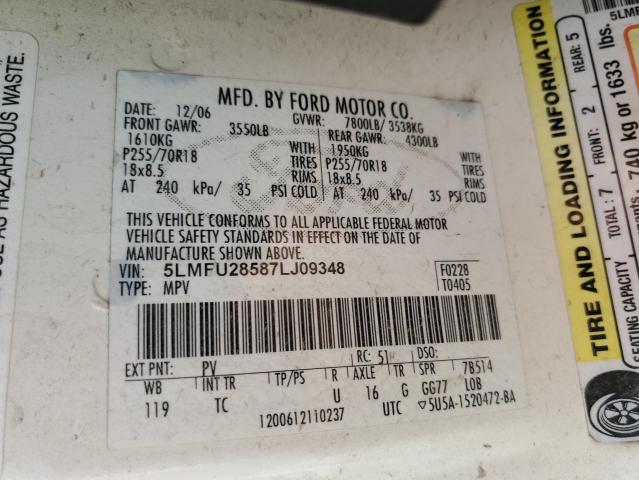 MFD. BY FORD MOTOR CO.
DATE: 12/06 GVWR: 7800LB/ 3538KG
FRONT GAWR: 3550LB REAR GAWR: 4300LB
1610KG WITH 1950KG WITH
P255/70R18 TIRES P255/70R18 TIRES
18x8.5 RIMS 18x8.5 RIMS
AT 240 kPa/ 35 PSI COLD AT 240 kPa/ 35 PSI COLD
THIS VEHICLE CONFORMS TO ALL APPLICABLE FEDERAL MOTOR
VEHICLE SAFETY STANDARDS IN EFFECT ON THE DATE OF
MANUFACTURE SHOWN ABOVE.
VIN: 5LMFU28587LJ09348 F0228
TYPE: MPV T0405
EXT PNT: PV RC: 51 DSO:
WB INT TR TP/PS R AXLE TR SPR 7B514
119 TC U 16 G GG77 LOB
1200612110237 UTC ▽5U5A-1520472-BA
USE AS HAZARDOUS WASTE.
TIRE AND LOADING INFORMATION
SEATING CAPACITY TOTAL: 7 FRONT: 2 REAR: 5
740 kg or 1633 lbs.
5LMF